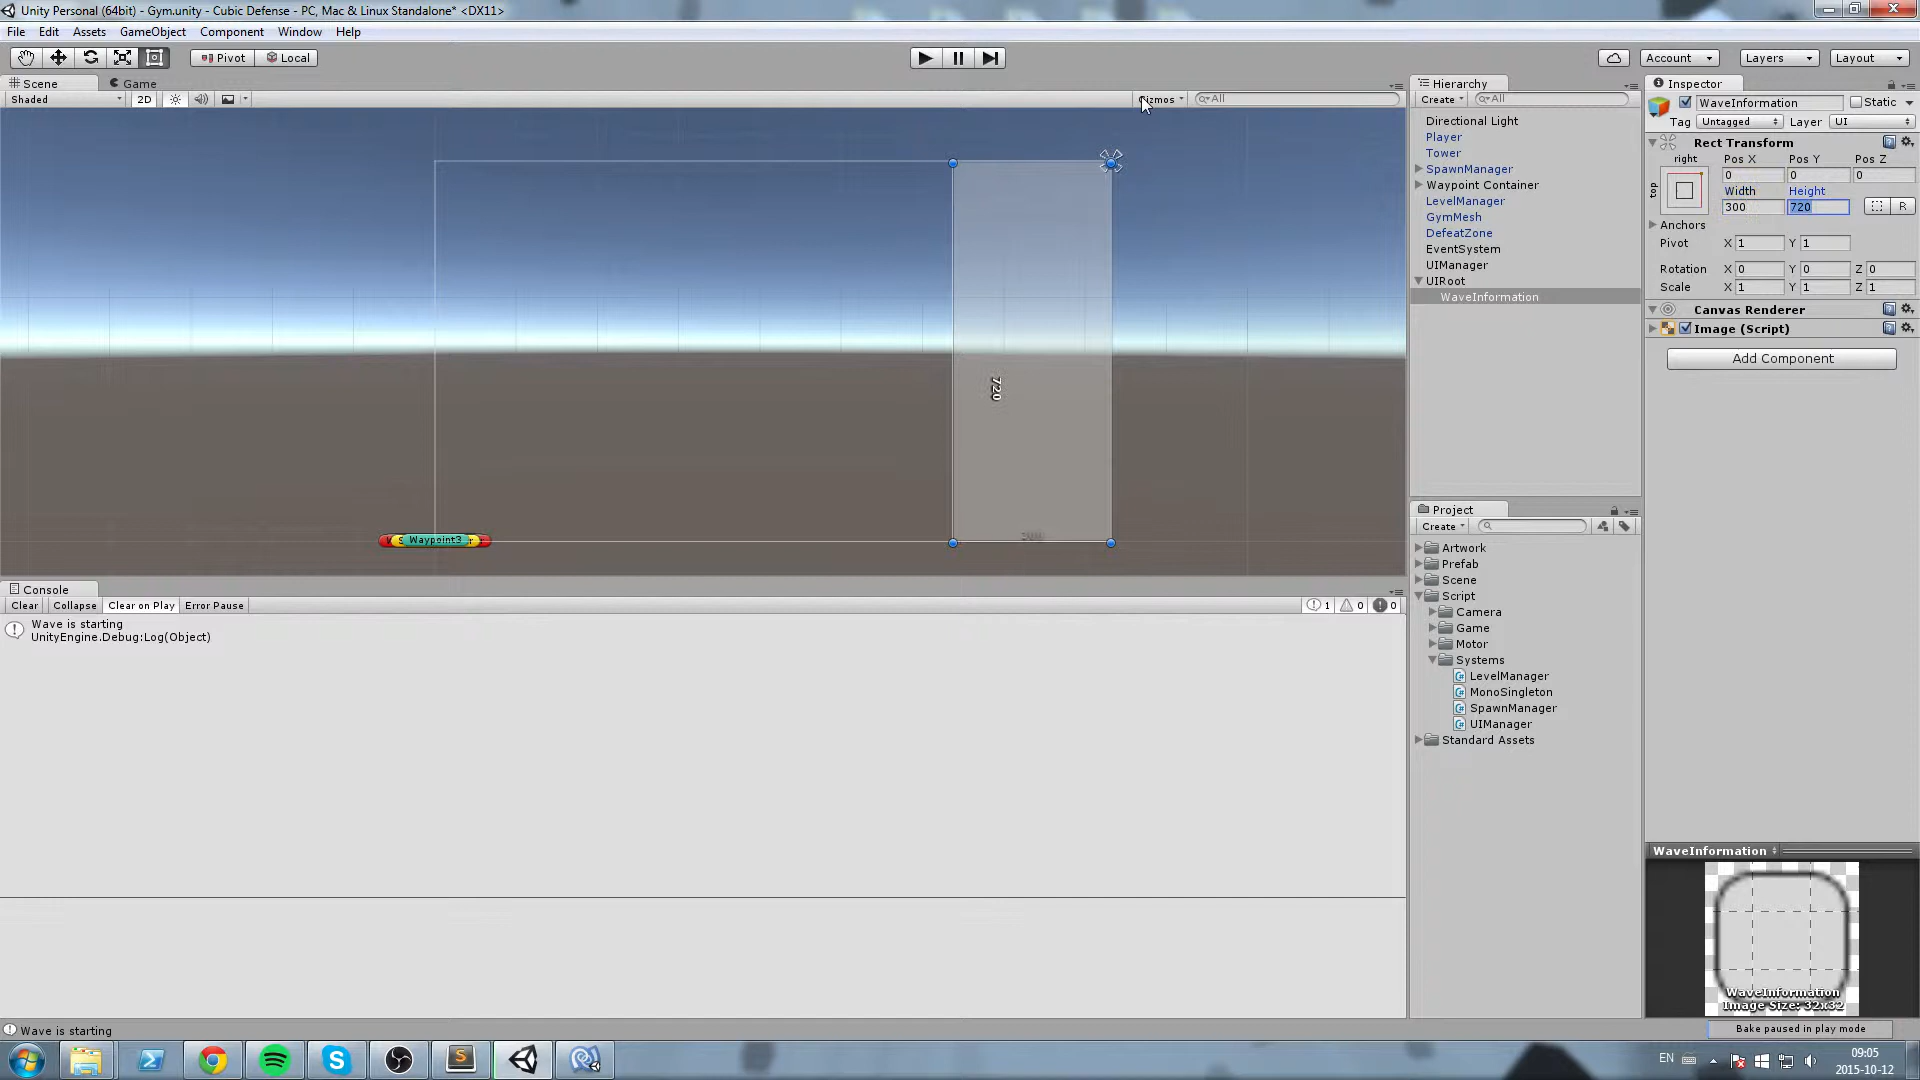 Unity Personal (64bit) - Gym.unity - Cubic Defense - PC, Mac & Linux Standalone* <DX11>
File Edit Assets GameObject Component Window Help
Pivot Local Account Layers Layout
Scene Game
Shaded 2D Gizmos All
720
Waypoint3
Hierarchy
Create All
Directional Light
Player
Tower
SpawnManager
Waypoint Container
LevelManager
GymMesh
DefeatZone
EventSystem
UIManager
UIRoot
WaveInformation
Inspector
WaveInformation Static
Tag Untagged Layer UI
Rect Transform
right Pos X Pos Y Pos Z
top 0 0 0
Width Height
300 720 R
Anchors
Pivot X 1 Y 1
Rotation X 0 Y 0 Z 0
Scale X 1 Y 1 Z 1
Canvas Renderer
Image (Script)
Add Component
Project
Create
Artwork
Prefab
Scene
Script
Camera
Game
Motor
Systems
LevelManager
MonoSingleton
SpawnManager
UIManager
Standard Assets
Console
Clear Collapse Clear on Play Error Pause 1 0 0
Wave is starting
UnityEngine.Debug:Log(Object)
WaveInformation
WaveInformation
Image Size: 32x32
Wave is starting
Bake paused in play mode
EN
09:05
2015-10-12